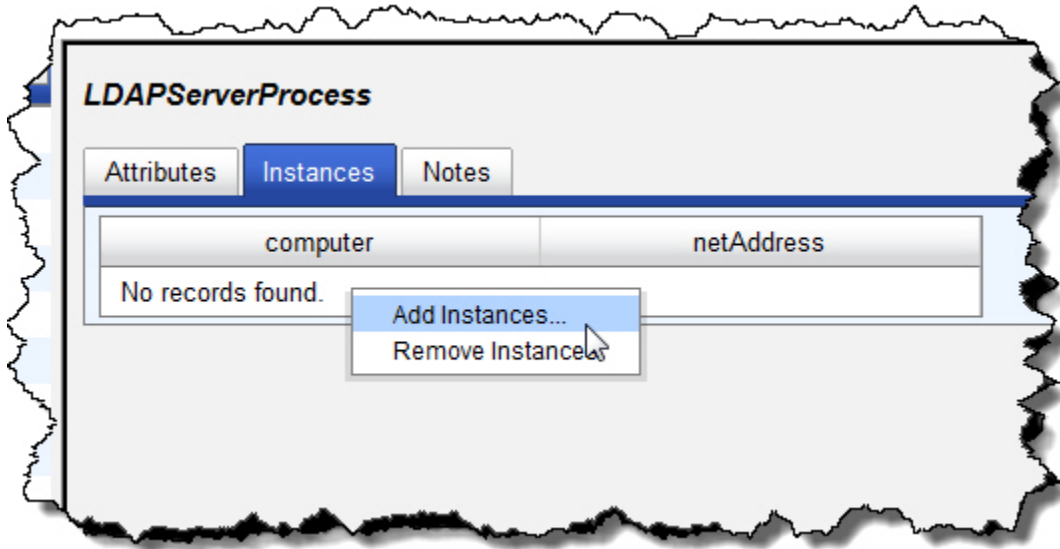 LDAPServerProcess
Attributes Instances Notes
computer netAddress
No records found.
Add Instances...
Remove Instance